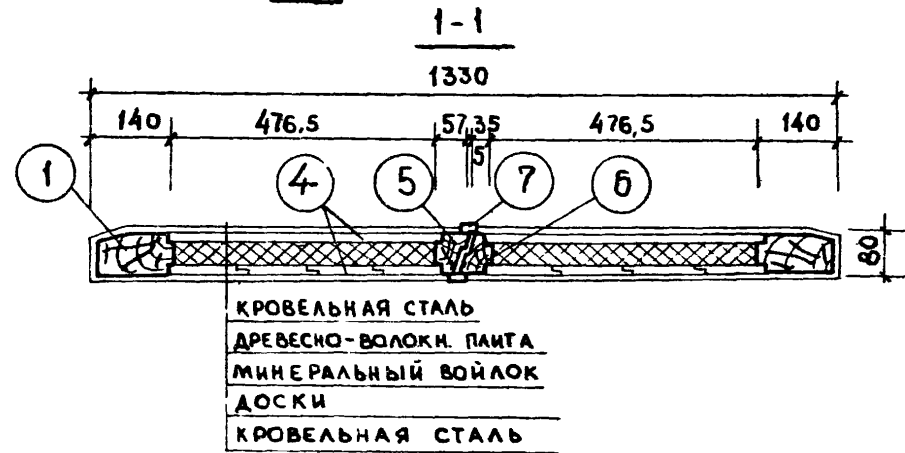 1-1
1330
140 476,5 57,35 476,5 140
5
1 4 5 7 6
80
КРОВЕЛЬНАЯ СТАЛЬ
ДРЕВЕСНО-ВОЛОКН. ПЛИТА
МИНЕРАЛЬНЫЙ ВОЙЛОК
ДОСКИ
КРОВЕЛЬНАЯ СТАЛЬ